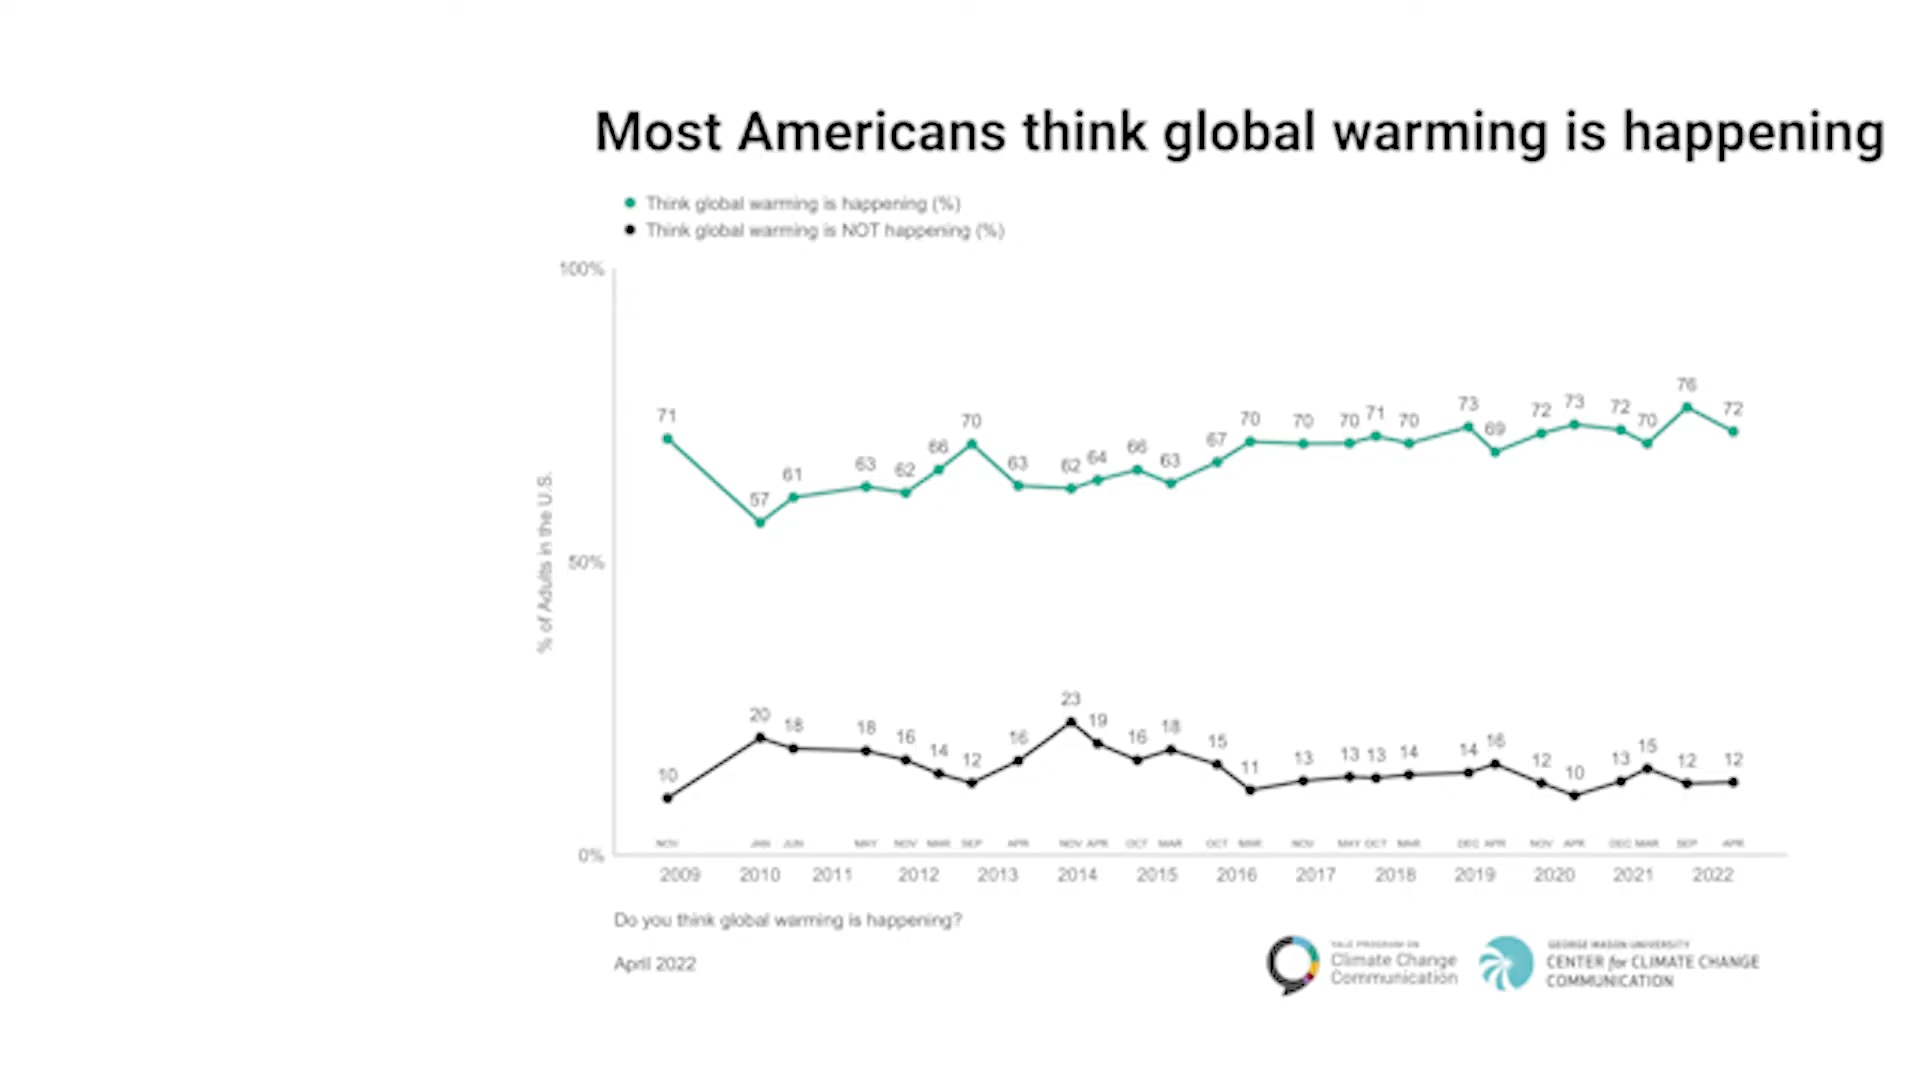 Most Americans think global warming is happening
Think global warming is happening (%)
Think global warming is NOT happening (%)
100%
50%
0%
% of Adults in the U.S.
71 57 61 63 62 66 70 63 62 64 66 63 67 70 70 70 71 70 73 69 72 73 72 70 76 72
10 20 18 18 16 14 12 16 23 19 16 18 15 11 13 13 13 14 14 16 12 10 13 15 12 12
NOV JAN JUN MAY NOV MAR SEP APR NOV APR OCT MAR OCT MAR NOV MAY OCT MAR DEC APR NOV APR DEC MAR SEP APR
2009 2010 2011 2012 2013 2014 2015 2016 2017 2018 2019 2020 2021 2022
Do you think global warming is happening?
April 2022
YALE PROGRAM ON
Climate Change
Communication
GEORGE MASON UNIVERSITY
CENTER for CLIMATE CHANGE
COMMUNICATION